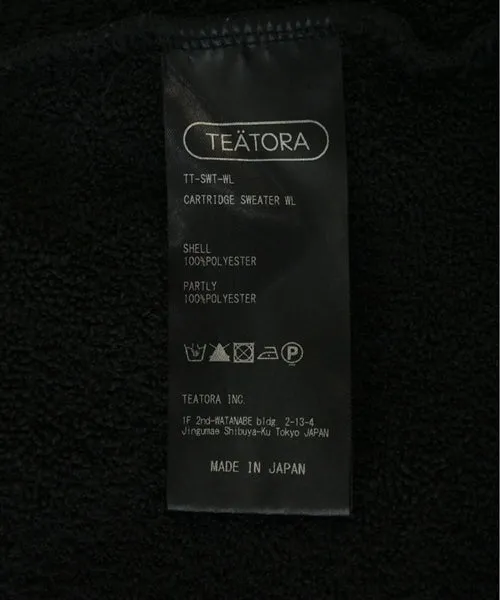 TEÄTORA
TT-SWT-WL
CARTRIDGE SWEATER WL
SHELL
100%POLYESTER
PARTLY
100%POLYESTER
P
TEATORA INC.
1F 2nd-WATANABE bldg. 2-13-4
Jingumae Shibuya-Ku Tokyo JAPAN
MADE IN JAPAN